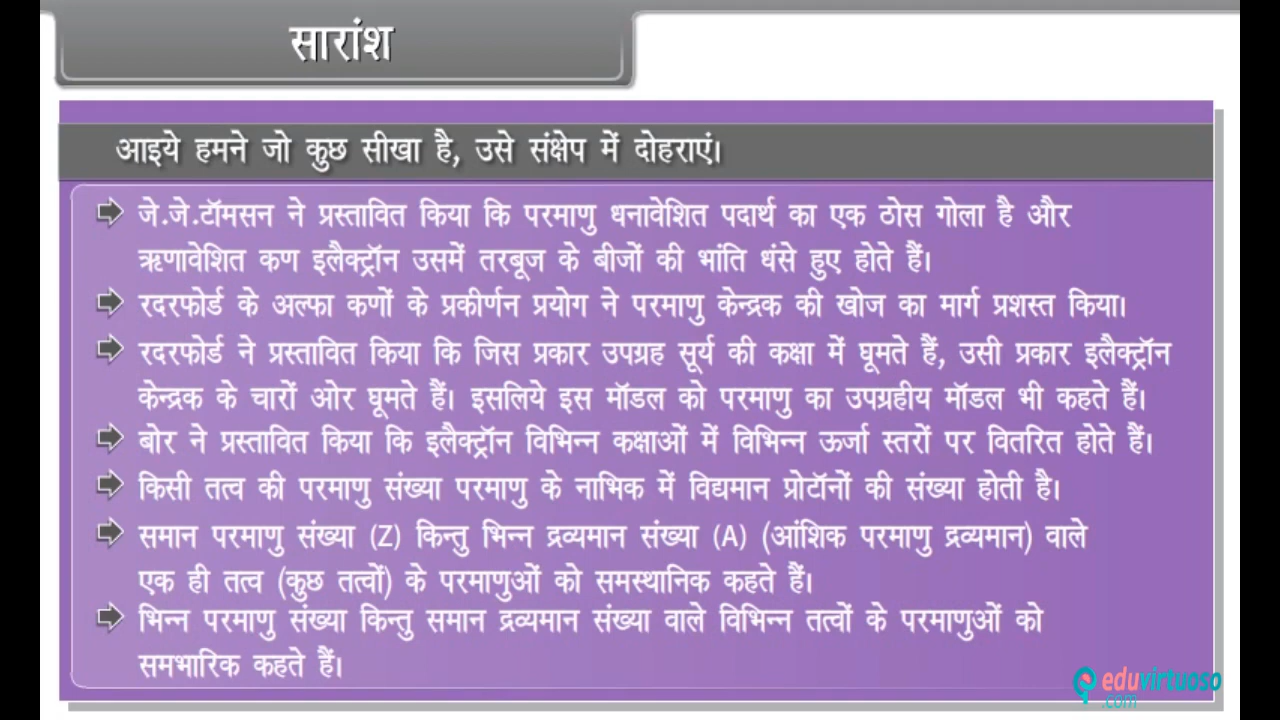 सारांश
आइये हमने जो कुछ सीखा है, उसे संक्षेप में दोहराएं।
जे.जे.टॉमसन ने प्रस्तावित किया कि परमाणु धनावेशित पदार्थ का एक ठोस गोला है और
ऋणावेशित कण इलैक्ट्रॉन उसमें तरबूज के बीजों की भांति धंसे हुए होते हैं।
रदरफोर्ड के अल्फा कणों के प्रकीर्णन प्रयोग ने परमाणु केन्द्रक की खोज का मार्ग प्रशस्त किया।
रदरफोर्ड ने प्रस्तावित किया कि जिस प्रकार उपग्रह सूर्य की कक्षा में घूमते हैं, उसी प्रकार इलैक्ट्रॉन
केन्द्रक के चारों ओर घूमते हैं। इसलिये इस मॉडल को परमाणु का उपग्रहीय मॉडल भी कहते हैं।
बोर ने प्रस्तावित किया कि इलैक्ट्रॉन विभिन्न कक्षाओं में विभिन्न ऊर्जा स्तरों पर वितरित होते हैं।
किसी तत्व की परमाणु संख्या परमाणु के नाभिक में विद्यमान प्रोटॉनों की संख्या होती है।
समान परमाणु संख्या (Z) किन्तु भिन्न द्रव्यमान संख्या (A) (आंशिक परमाणु द्रव्यमान) वाले
एक ही तत्व (कुछ तत्वों) के परमाणुओं को समस्थानिक कहते हैं।
भिन्न परमाणु संख्या किन्तु समान द्रव्यमान संख्या वाले विभिन्न तत्वों के परमाणुओं को
समभारिक कहते हैं।
eduvirtuoso
.com